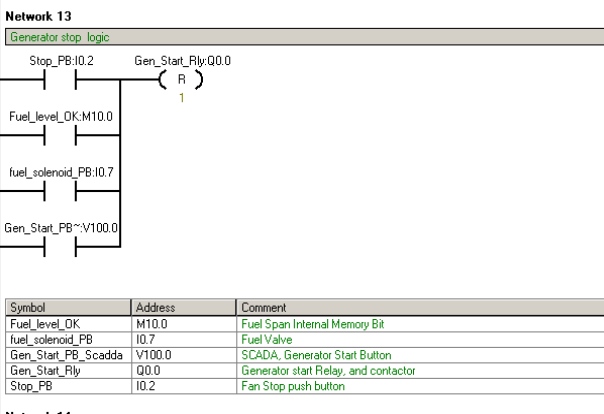 Network 13
Generator stop logic
Stop_PB:I0.2 Gen_Start_Rly:Q0.0
R
1
Fuel_level_OK:M10.0
fuel_solenoid_PB:I0.7
Gen_Start_PB~:V100.0
Symbol Address Comment
Fuel_level_OK M10.0 Fuel Span Internal Memory Bit
fuel_solenoid_PB I0.7 Fuel Valve
Gen_Start_PB_Scadda V100.0 SCADA, Generator Start Button
Gen_Start_Rly Q0.0 Generator start Relay, and contactor
Stop_PB I0.2 Fan Stop push button